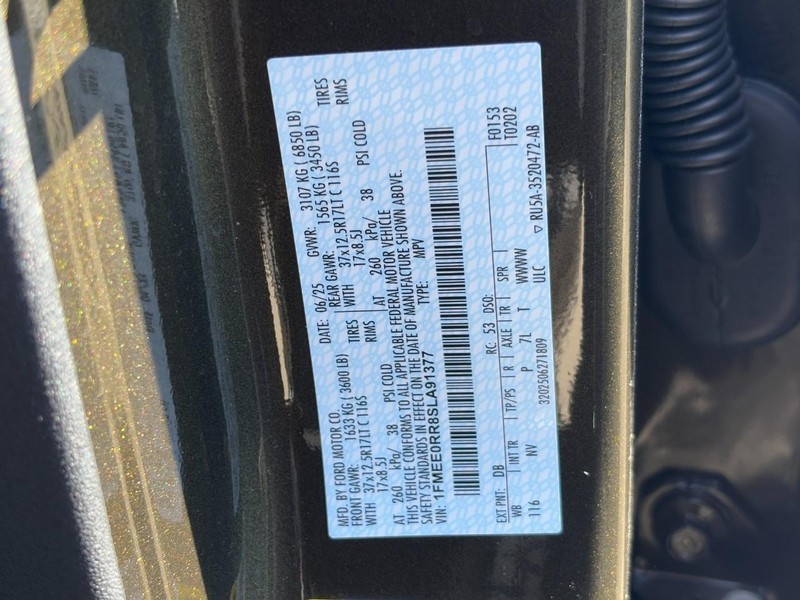 MFD. BY FORD MOTOR CO.
DATE: 06/25 GVWR: 3107 KG ( 6850 LB)
FRONT GAWR: 1633 KG ( 3600 LB) REAR GAWR: 1565 KG ( 3450 LB)
WITH 37x12.5R17LT C 116S TIRES WITH 37x12.5R17LT C 116S TIRES
17x8.5J RIMS 17x8.5J RIMS
AT 260 kPa/ 38 PSI COLD AT 260 kPa/ 38 PSI COLD
THIS VEHICLE CONFORMS TO ALL APPLICABLE FEDERAL MOTOR VEHICLE
SAFETY STANDARDS IN EFFECT ON THE DATE OF MANUFACTURE SHOWN ABOVE.
VIN: 1FMEE0RR8SLA91377 TYPE: MPV
F0153
T0202
EXT PNT: DB RC: 53 DSO:
WB INT TR TP/PS R AXLE TR SPR
116 NV P 7L T WWWW
3202506271809 ULC ▽ RU5A-3520472-AB